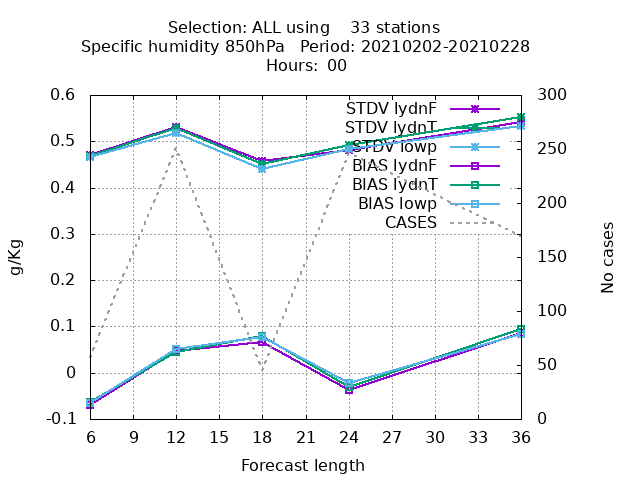 Selection: ALL using    33 stations
Specific humidity 850hPa   Period: 20210202-20210228
Hours: 00
STDV lydnF
STDV lydnT
STDV lowp
BIAS lydnF
BIAS lydnT
BIAS lowp
CASES
0.6
0.5
0.4
0.3
0.2
0.1
0
-0.1
g/Kg
300
250
200
150
100
50
0
No cases
6 9 12 15 18 21 24 27 30 33 36
Forecast length